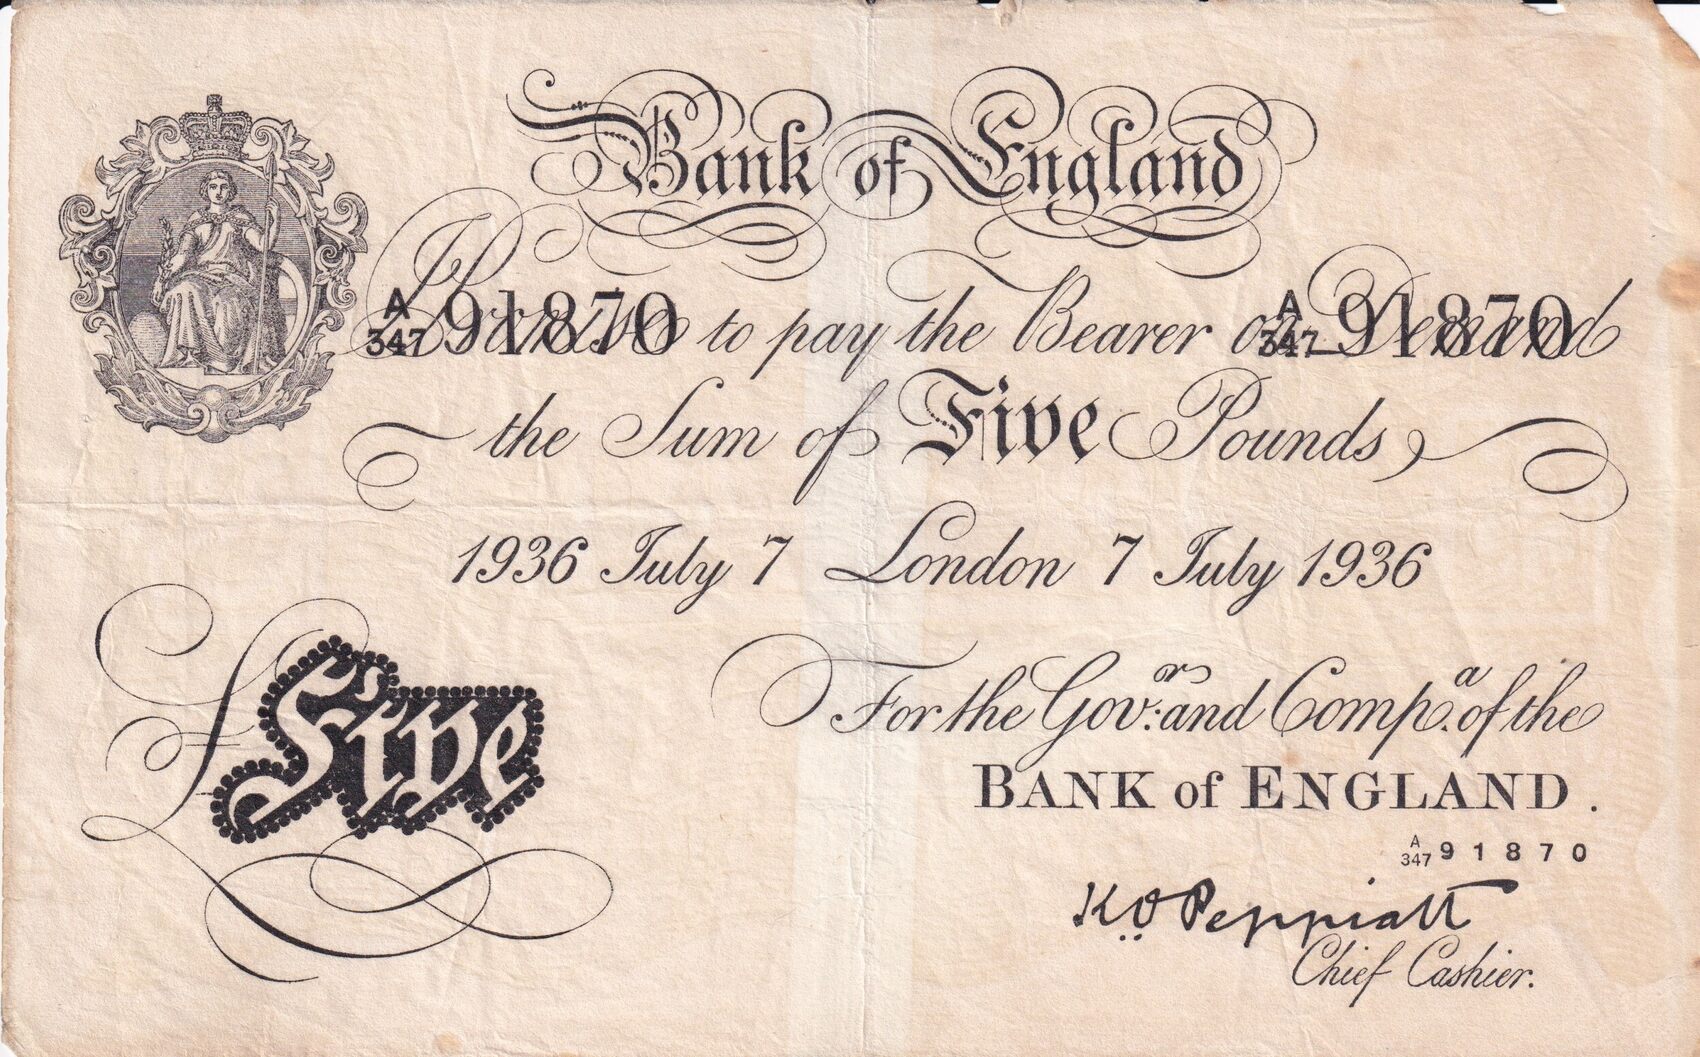 Bank of England
A/347 91870 A/347 91870
I Promise to pay the Bearer on Demand
the Sum of Five Pounds
1936 July 7 London 7 July 1936
For the Govr: and Compa. of the
BANK of ENGLAND.
A/347 91870
£ Five
K.O. Peppiatt
Chief Cashier.